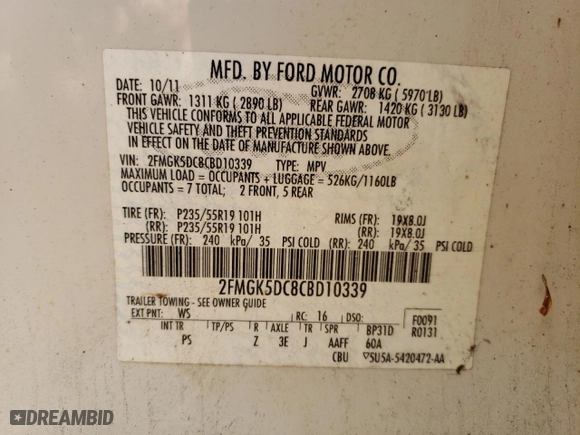 MFD. BY FORD MOTOR CO.
DATE: 10/11 GVWR: 2708 KG ( 5970 LB)
FRONT GAWR: 1311 KG ( 2890 LB) REAR GAWR: 1420 KG ( 3130 LB)
THIS VEHICLE CONFORMS TO ALL APPLICABLE FEDERAL MOTOR
VEHICLE SAFETY AND THEFT PREVENTION STANDARDS
IN EFFECT ON THE DATE OF MANUFACTURE SHOWN ABOVE.
VIN: 2FMGK5DC8CBD10339 TYPE: MPV
MAXIMUM LOAD = OCCUPANTS + LUGGAGE = 526KG/1160LB
OCCUPANTS = 7 TOTAL; 2 FRONT, 5 REAR
TIRE (FR): P235/55R19 101H RIMS (FR): 19X8.0J
(RR): P235/55R19 101H (RR): 19X8.0J
PRESSURE (FR): 240 kPa/ 35 PSI COLD (RR): 240 kPa/ 35 PSI COLD
2FMGK5DC8CBD10339
TRAILER TOWING - SEE OWNER GUIDE
EXT PNT: WS RC: 16 DSO: F0091
R0131
INT TR TP/PS R AXLE TR SPR BP31D
PS Z 3E J AAFF 60A
CBU ▽5U5A-5420472-AA
DREAMBID